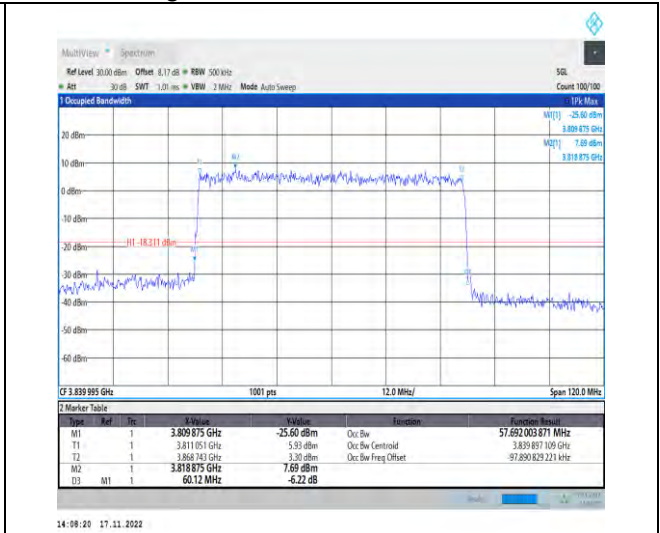 MultiView Spectrum
Ref Level 30.00 dBm Offset 8.17 dB RBW 500 kHz SGL
Att 30 dB SWT 1.01 ms VBW 2 MHz Mode Auto Sweep Count 100/100
1 Occupied Bandwidth 1Pk Max
M1[1] -25.60 dBm
3.809 875 GHz
M2[1] 7.69 dBm
3.818 875 GHz
20 dBm
10 dBm
0 dBm
-10 dBm
-20 dBm
-30 dBm
-40 dBm
-50 dBm
-60 dBm
M2
T1
T2
H1 -18.311 dBm
M1
D3
CF 3.839 995 GHz 1001 pts 12.0 MHz/ Span 120.0 MHz
2 Marker Table
Type Ref Trc X-Value Y-Value Function Function Result
M1 1 3.809 875 GHz -25.60 dBm Occ Bw 57.692 003 871 MHz
T1 1 3.811 051 GHz 5.93 dBm Occ Bw Centroid 3.839 897 109 GHz
T2 1 3.868 743 GHz 3.30 dBm Occ Bw Freq Offset -97.890 829 221 kHz
M2 1 3.818 875 GHz 7.69 dBm
D3 M1 1 60.12 MHz -6.22 dB
14:08:20 17.11.2022